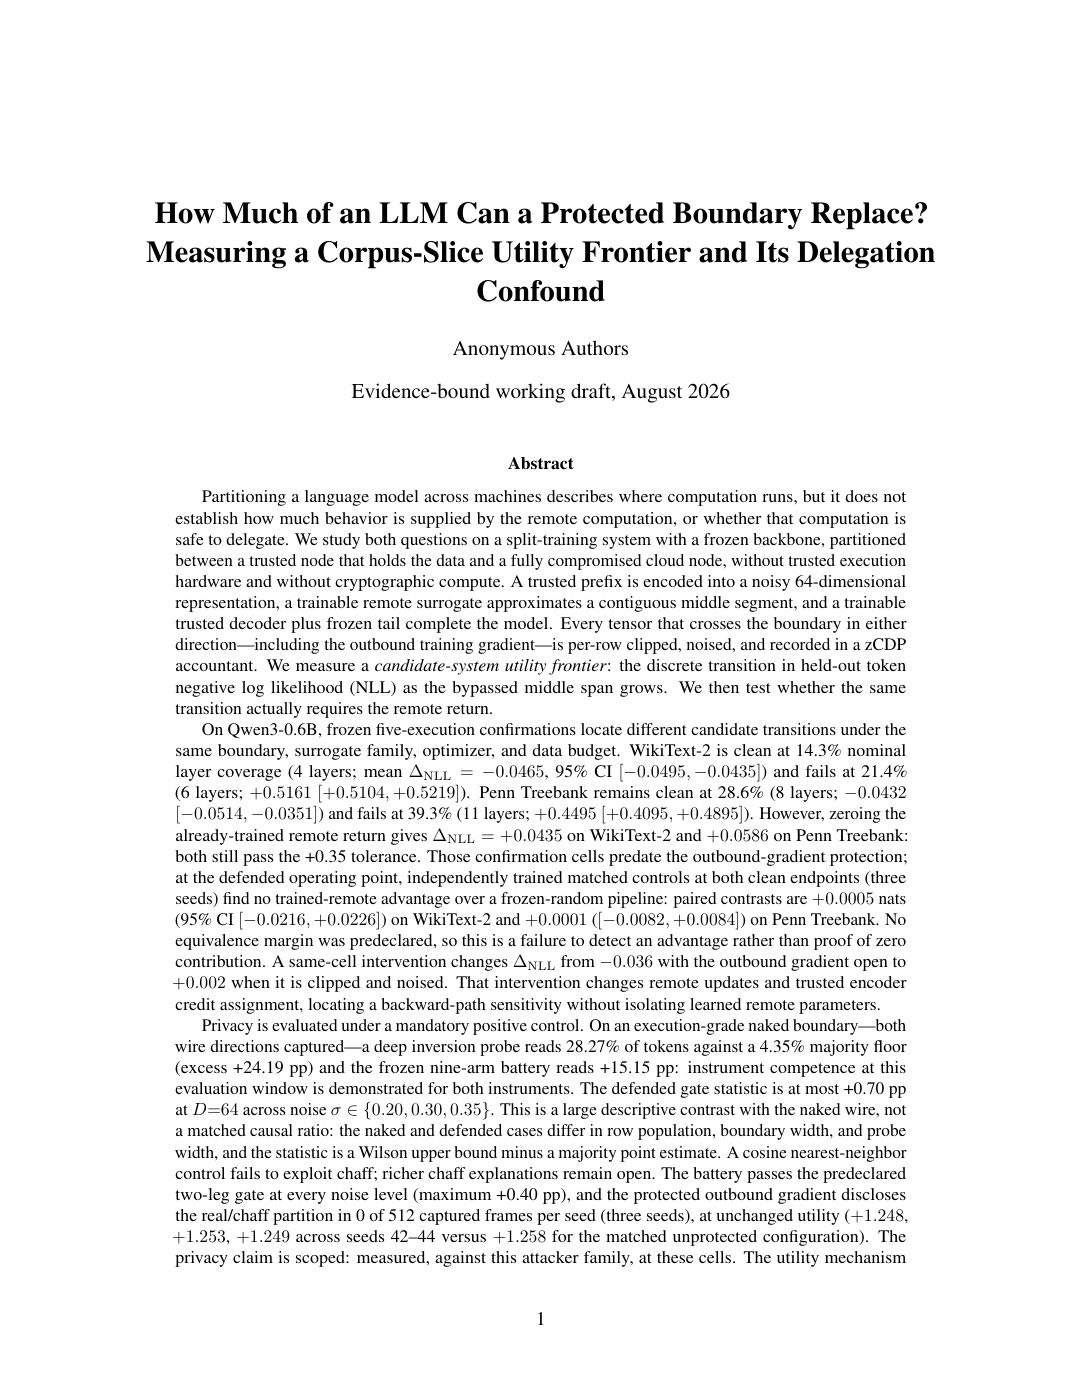 How Much of an LLM Can a Protected Boundary Replace?
Measuring a Corpus-Slice Utility Frontier and Its Delegation
Confound
Anonymous Authors
Evidence-bound working draft, August 2026
Abstract
Partitioning a language model across machines describes where computation runs, but it does not
establish how much behavior is supplied by the remote computation, or whether that computation is
safe to delegate. We study both questions on a split-training system with a frozen backbone, partitioned
between a trusted node that holds the data and a fully compromised cloud node, without trusted execution
hardware and without cryptographic compute. A trusted prefix is encoded into a noisy 64-dimensional
representation, a trainable remote surrogate approximates a contiguous middle segment, and a trainable
trusted decoder plus frozen tail complete the model. Every tensor that crosses the boundary in either
direction—including the outbound training gradient—is per-row clipped, noised, and recorded in a zCDP
accountant. We measure a candidate-system utility frontier: the discrete transition in held-out token
negative log likelihood (NLL) as the bypassed middle span grows. We then test whether the same
transition actually requires the remote return.
On Qwen3-0.6B, frozen five-execution confirmations locate different candidate transitions under the
same boundary, surrogate family, optimizer, and data budget. WikiText-2 is clean at 14.3% nominal
layer coverage (4 layers; mean Δ_NLL = −0.0465, 95% CI [−0.0495, −0.0435]) and fails at 21.4%
(6 layers; +0.5161 [+0.5104, +0.5219]). Penn Treebank remains clean at 28.6% (8 layers; −0.0432
[−0.0514, −0.0351]) and fails at 39.3% (11 layers; +0.4495 [+0.4095, +0.4895]). However, zeroing the
already-trained remote return gives Δ_NLL = +0.0435 on WikiText-2 and +0.0586 on Penn Treebank:
both still pass the +0.35 tolerance. Those confirmation cells predate the outbound-gradient protection;
at the defended operating point, independently trained matched controls at both clean endpoints (three
seeds) find no trained-remote advantage over a frozen-random pipeline: paired contrasts are +0.0005 nats
(95% CI [−0.0216, +0.0226]) on WikiText-2 and +0.0001 ([−0.0082, +0.0084]) on Penn Treebank. No
equivalence margin was predeclared, so this is a failure to detect an advantage rather than proof of zero
contribution. A same-cell intervention changes Δ_NLL from −0.036 with the outbound gradient open to
+0.002 when it is clipped and noised. That intervention changes remote updates and trusted encoder
credit assignment, locating a backward-path sensitivity without isolating learned remote parameters.
Privacy is evaluated under a mandatory positive control. On an execution-grade naked boundary—both
wire directions captured—a deep inversion probe reads 28.27% of tokens against a 4.35% majority floor
(excess +24.19 pp) and the frozen nine-arm battery reads +15.15 pp: instrument competence at this
evaluation window is demonstrated for both instruments. The defended gate statistic is at most +0.70 pp
at D=64 across noise σ ∈ {0.20, 0.30, 0.35}. This is a large descriptive contrast with the naked wire, not
a matched causal ratio: the naked and defended cases differ in row population, boundary width, and probe
width, and the statistic is a Wilson upper bound minus a majority point estimate. A cosine nearest-neighbor
control fails to exploit chaff; richer chaff explanations remain open. The battery passes the predeclared
two-leg gate at every noise level (maximum +0.40 pp), and the protected outbound gradient discloses
the real/chaff partition in 0 of 512 captured frames per seed (three seeds), at unchanged utility (+1.248,
+1.253, +1.249 across seeds 42–44 versus +1.258 for the matched unprotected configuration). The
privacy claim is scoped: measured, against this attacker family, at these cells. The utility mechanism
1